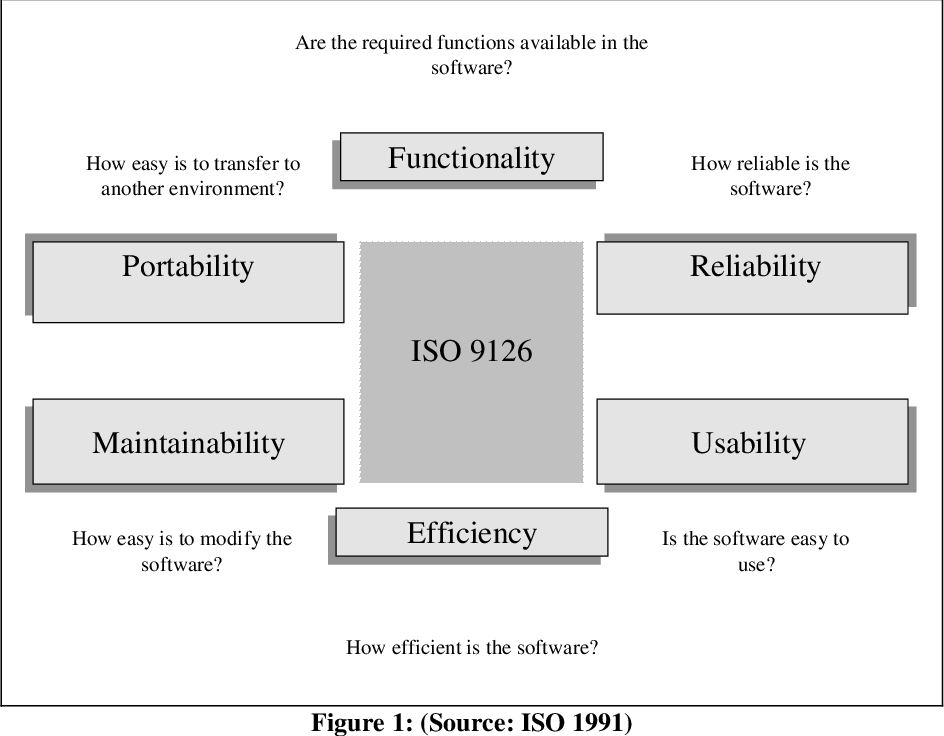 Are the required functions available in the
software?
Functionality
How easy is to transfer to
another environment?
How reliable is the
software?
Portability
Reliability
ISO 9126
Maintainability
Usability
Efficiency
How easy is to modify the
software?
Is the software easy to
use?
How efficient is the software?
Figure 1: (Source: ISO 1991)